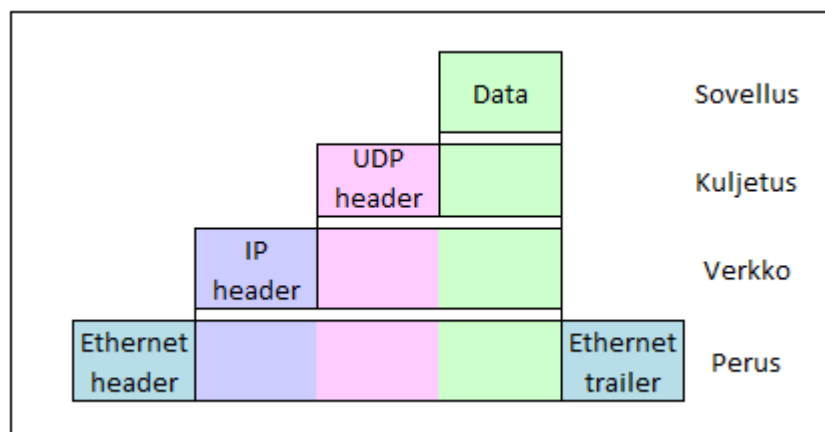 Data
Sovellus
UDP
header
Kuljetus
IP
header
Verkko
Ethernet
header
Ethernet
trailer
Perus